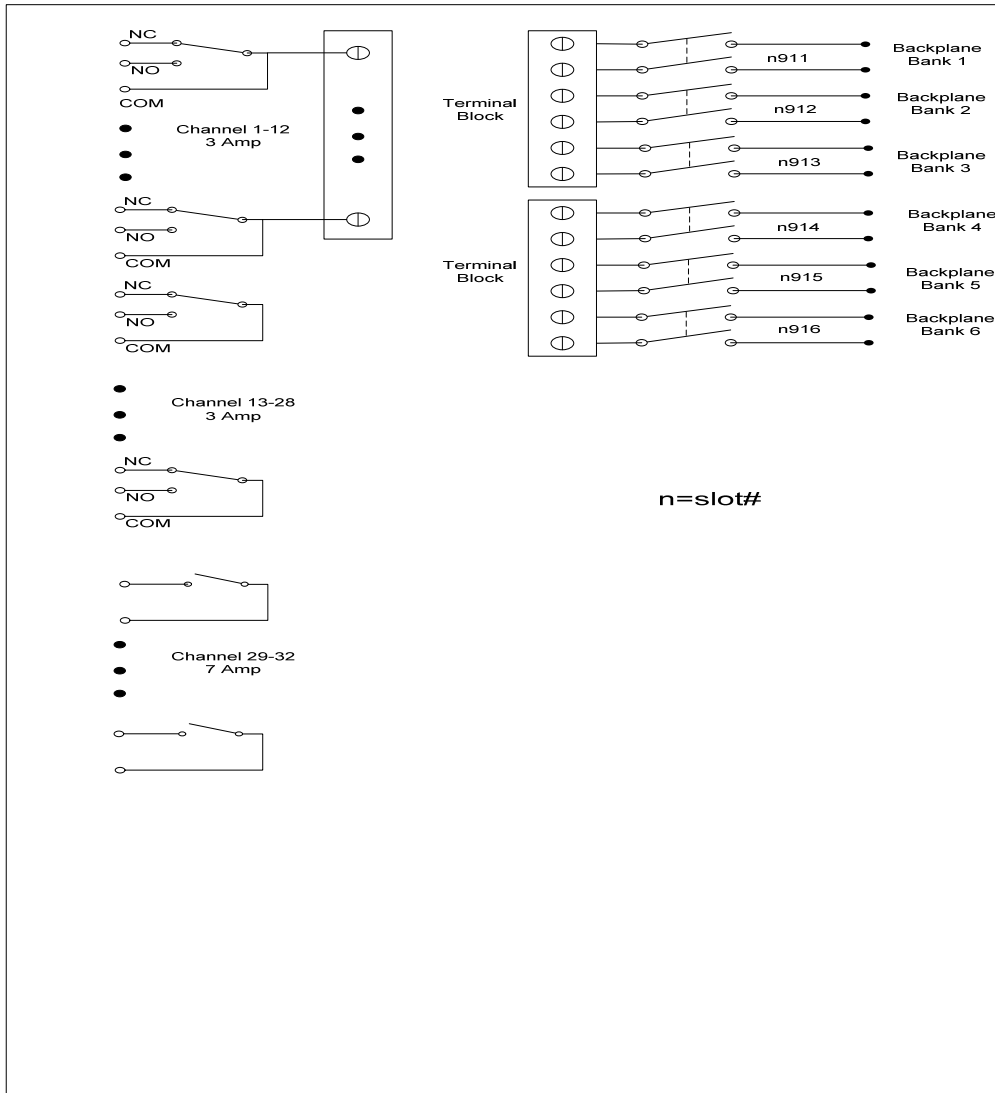 NC
NO
COM
Channel 1-12
3 Amp
NC
NO
COM
NC
NO
COM
Channel 13-28
3 Amp
NC
NO
COM
Channel 29-32
7 Amp
Terminal
Block
n911
Backplane
Bank 1
n912
Backplane
Bank 2
n913
Backplane
Bank 3
Terminal
Block
n914
Backplane
Bank 4
n915
Backplane
Bank 5
n916
Backplane
Bank 6
n=slot#